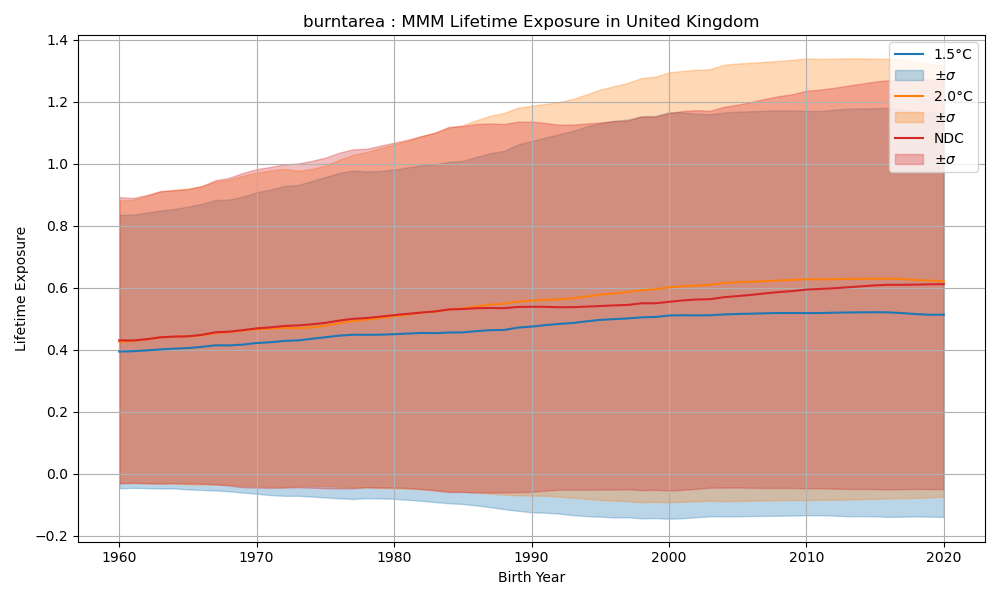 burntarea : MMM Lifetime Exposure in United Kingdom
1.4
1.2
1.0
0.8
0.6
0.4
0.2
0.0
−0.2
Lifetime Exposure
1960
1970
1980
1990
2000
2010
2020
Birth Year
1.5°C
±σ
2.0°C
±σ
NDC
±σ